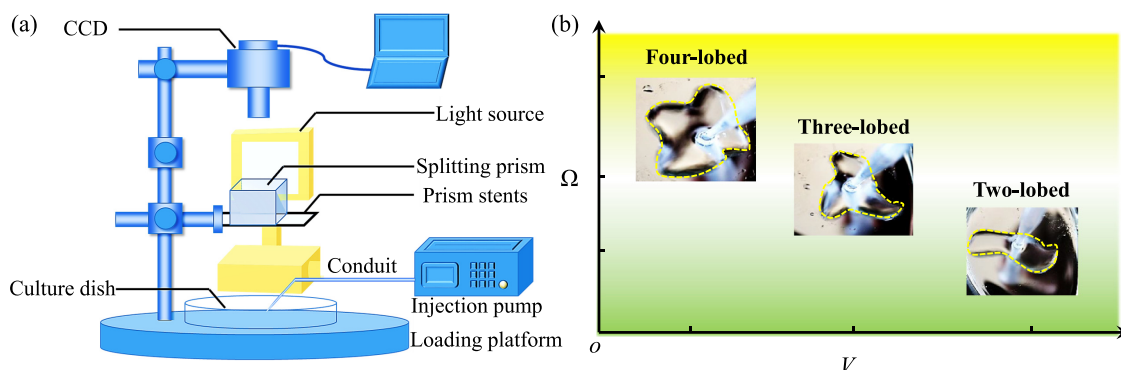 (a)
CCD
Light source
Splitting prism
Prism stents
Conduit
Culture dish
Injection pump
Loading platform
(b)
Four-lobed
Three-lobed
Two-lobed
Ω
o
V